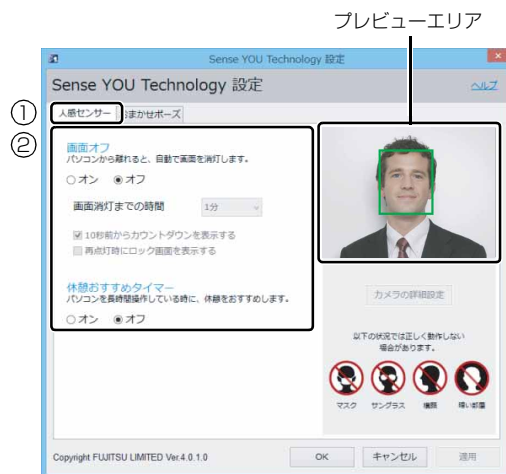 プレビューエリア
Sense YOU Technology 設定
×
Sense YOU Technology 設定
ヘルプ
① 人感センサー おまかせポーズ
②
画面オフ
パソコンから離れると、自動で画面を消灯します。
オン オフ
画面消灯までの時間 1分
10秒前からカウントダウンを表示する
再点灯時にロック画面を表示する
休憩おすすめタイマー
パソコンを長時間操作している時に、休憩をおすすめします。
オン オフ
カメラの詳細設定
以下の状況では正しく動作しない
場合があります。
マスク サングラス 横顔 暗い部屋
Copyright FUJITSU LIMITED Ver.4.0.1.0
OK キャンセル 適用